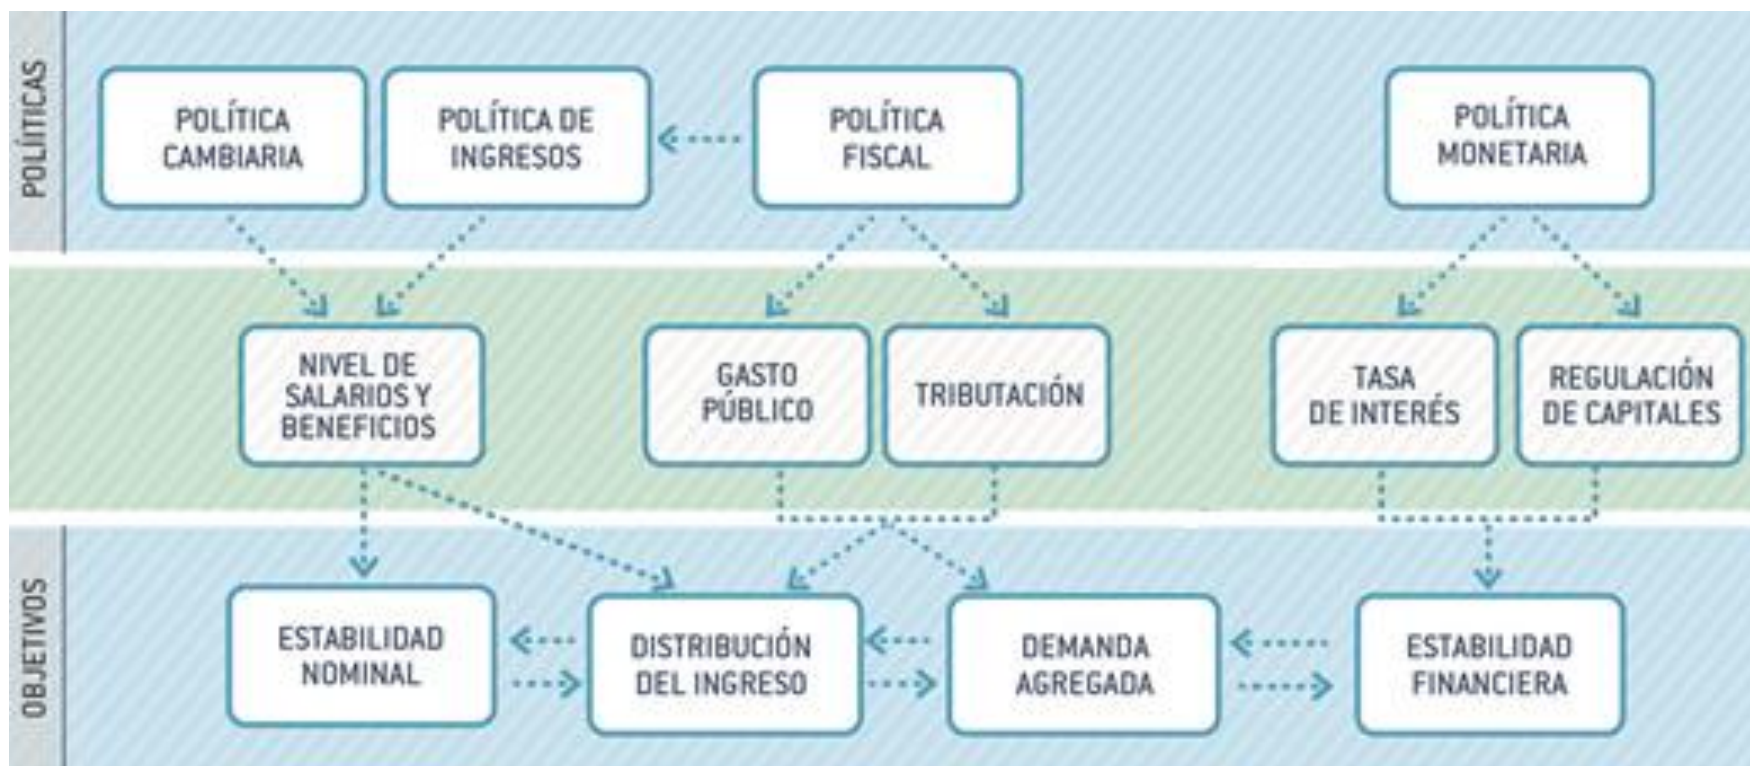 POLÍTICAS
POLÍTICA
CAMBIARIA
POLÍTICA DE
INGRESOS
POLÍTICA
FISCAL
POLÍTICA
MONETARIA
NIVEL DE
SALARIOS Y
BENEFICIOS
GASTO
PÚBLICO
TRIBUTACIÓN
TASA
DE INTERÉS
REGULACIÓN
DE CAPITALES
OBJETIVOS
ESTABILIDAD
NOMINAL
DISTRIBUCIÓN
DEL INGRESO
DEMANDA
AGREGADA
ESTABILIDAD
FINANCIERA